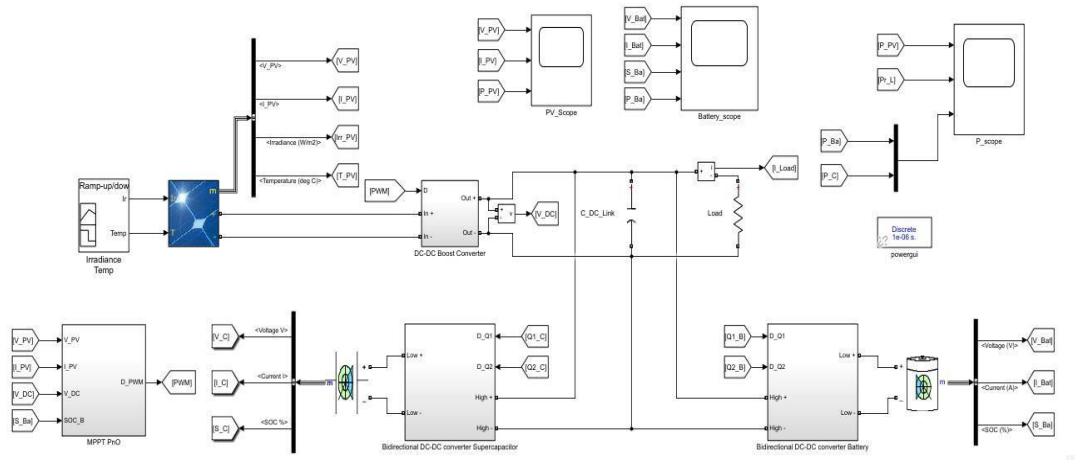 [V_PV]
[I_PV]
[P_PV]
PV_Scope
[V_Bat]
[I_Bat]
[S_Ba]
[P_Ba]
Battery_scope
[P_PV]
[Pr_L]
[P_Ba]
[P_C]
P_scope
<V_PV>
[V_PV]
<I_PV>
[I_PV]
<Irradiance (W/m2)>
[Irr_PV]
<Temperature (deg C)>
[T_PV]
Ramp-up/dow
Ir
Temp
Irradiance
Temp
m
T
+
-
[PWM]
D
In +
In -
Out +
Out -
DC-DC Boost Converter
+
-
v
[V_DC]
C_DC_Link
+
i
-
[I_Load]
Load
Discrete
1e-06 s.
powergui
[V_PV]
[I_PV]
[V_DC]
[S_Ba]
V_PV
I_PV
V_DC
SOC_B
D_PWM
MPPT PnO
[PWM]
[V_C]
<Voltage V>
[I_C]
<Current I>
[S_C]
<SOC %>
m
+
_
Low +
Low -
D_Q1
D_Q2
High +
High -
Bidirectional DC-DC converter Supercapacitor
[Q1_C]
[Q2_C]
[Q1_B]
[Q2_B]
D_Q1
D_Q2
High +
High -
Low +
Low -
Bidirectional DC-DC converter Battery
+
_
m
<Voltage (V)>
[V_Bat]
<Current (A)>
[I_Bat]
<SOC (%)>
[S_Ba]